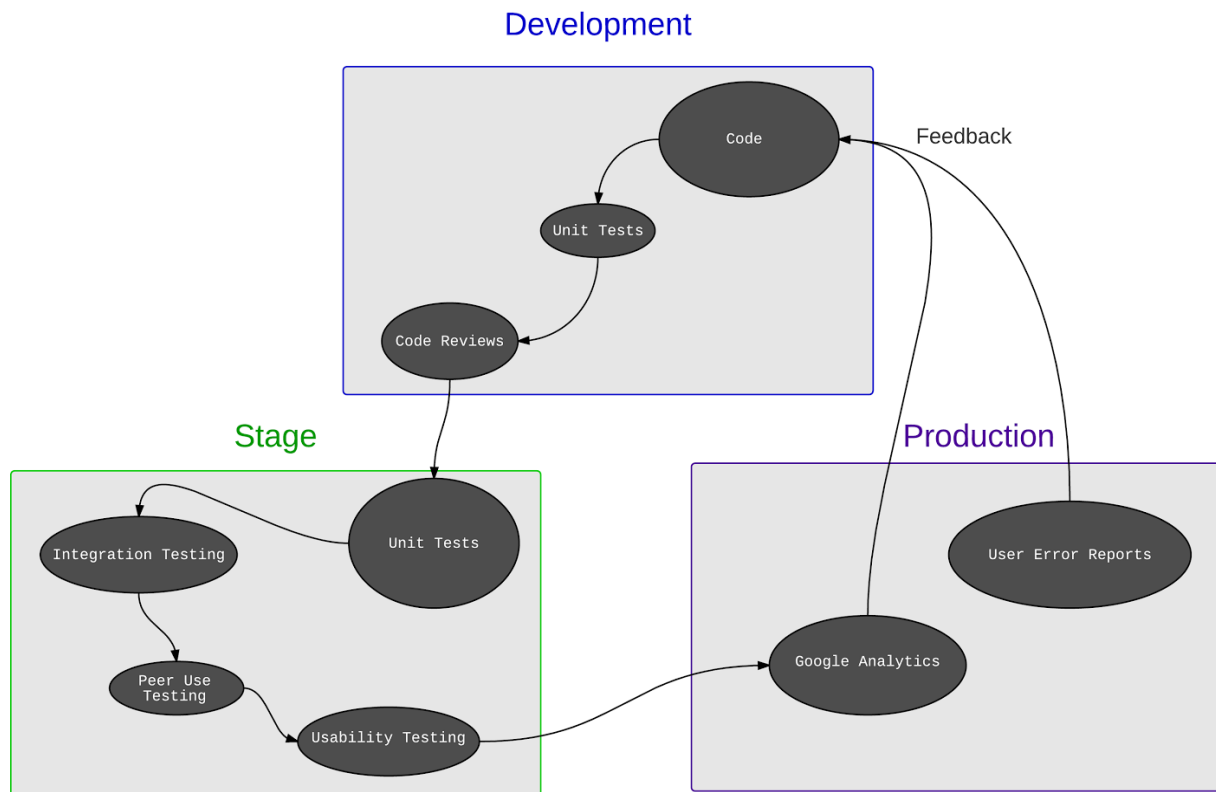 Development
Code
Feedback
Unit Tests
Code Reviews
Stage
Production
Unit Tests
Integration Testing
User Error Reports
Google Analytics
Peer Use
Testing
Usability Testing